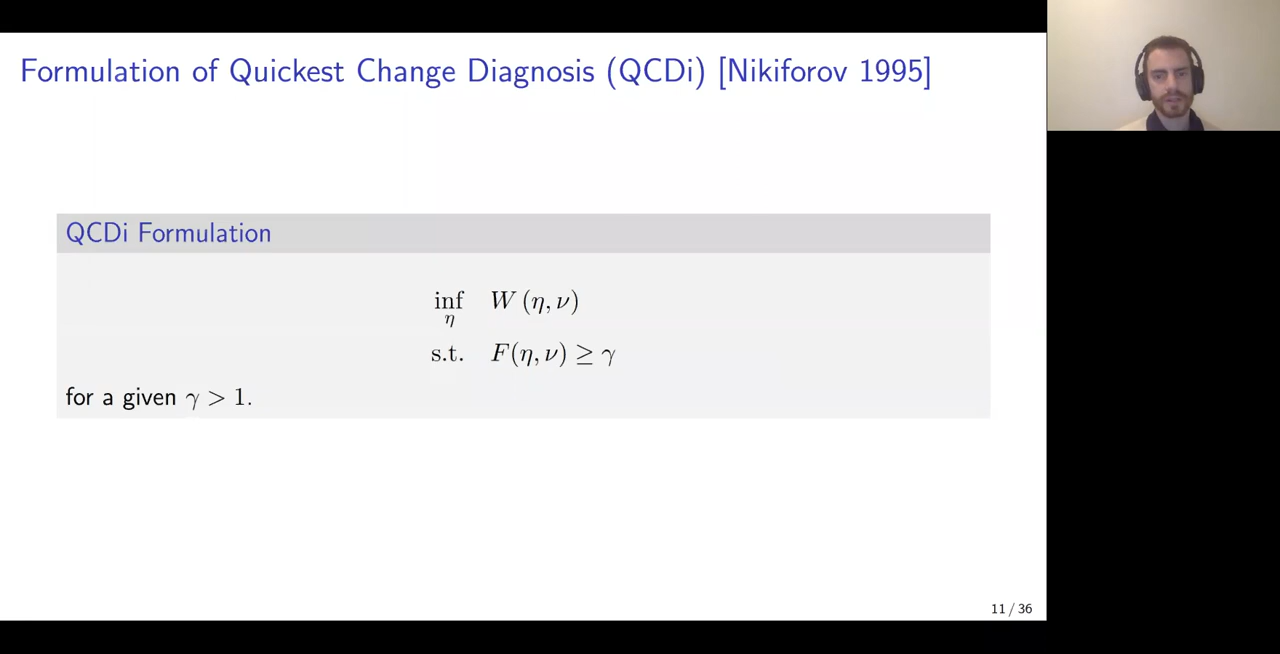 Formulation of Quickest Change Diagnosis (QCDi) [Nikiforov 1995]
QCDi Formulation
inf W (η, ν)
η
s.t. F(η, ν) ≥ γ
for a given γ > 1.
11 / 36